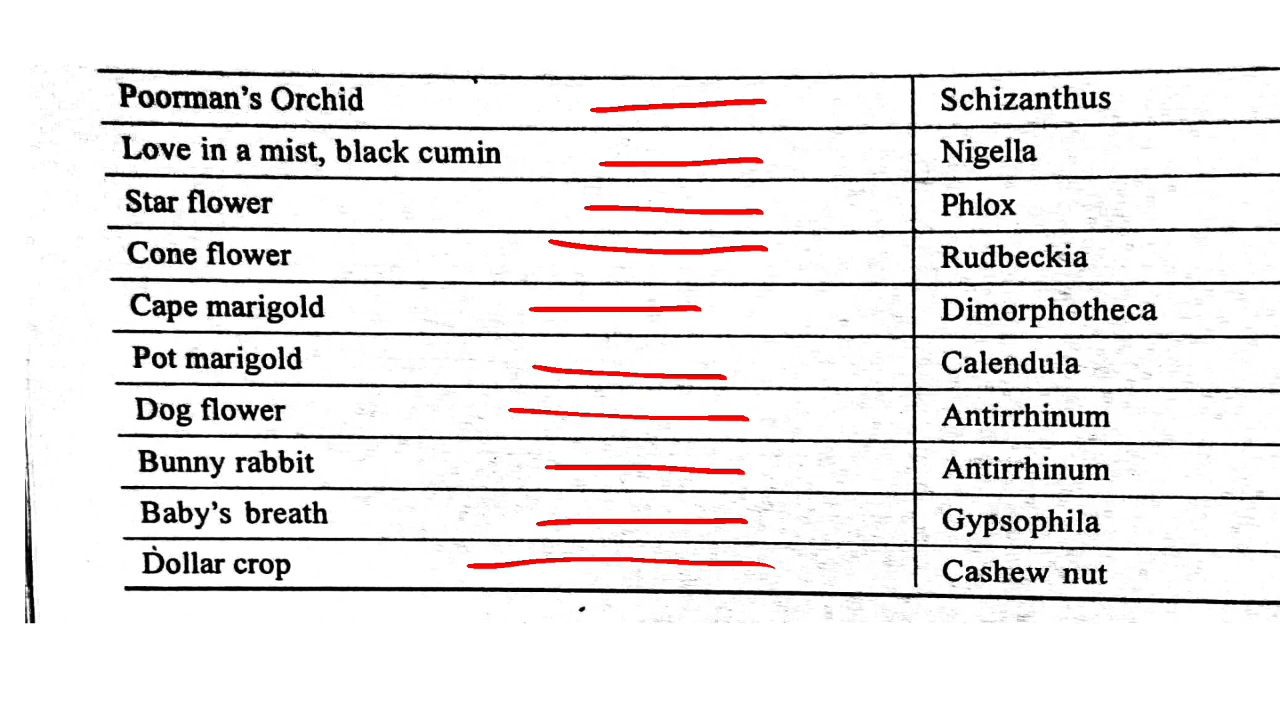 Poorman's Orchid Schizanthus
Love in a mist, black cumin Nigella
Star flower Phlox
Cone flower Rudbeckia
Cape marigold Dimorphotheca
Pot marigold Calendula
Dog flower Antirrhinum
Bunny rabbit Antirrhinum
Baby's breath Gypsophila
Dollar crop Cashew nut